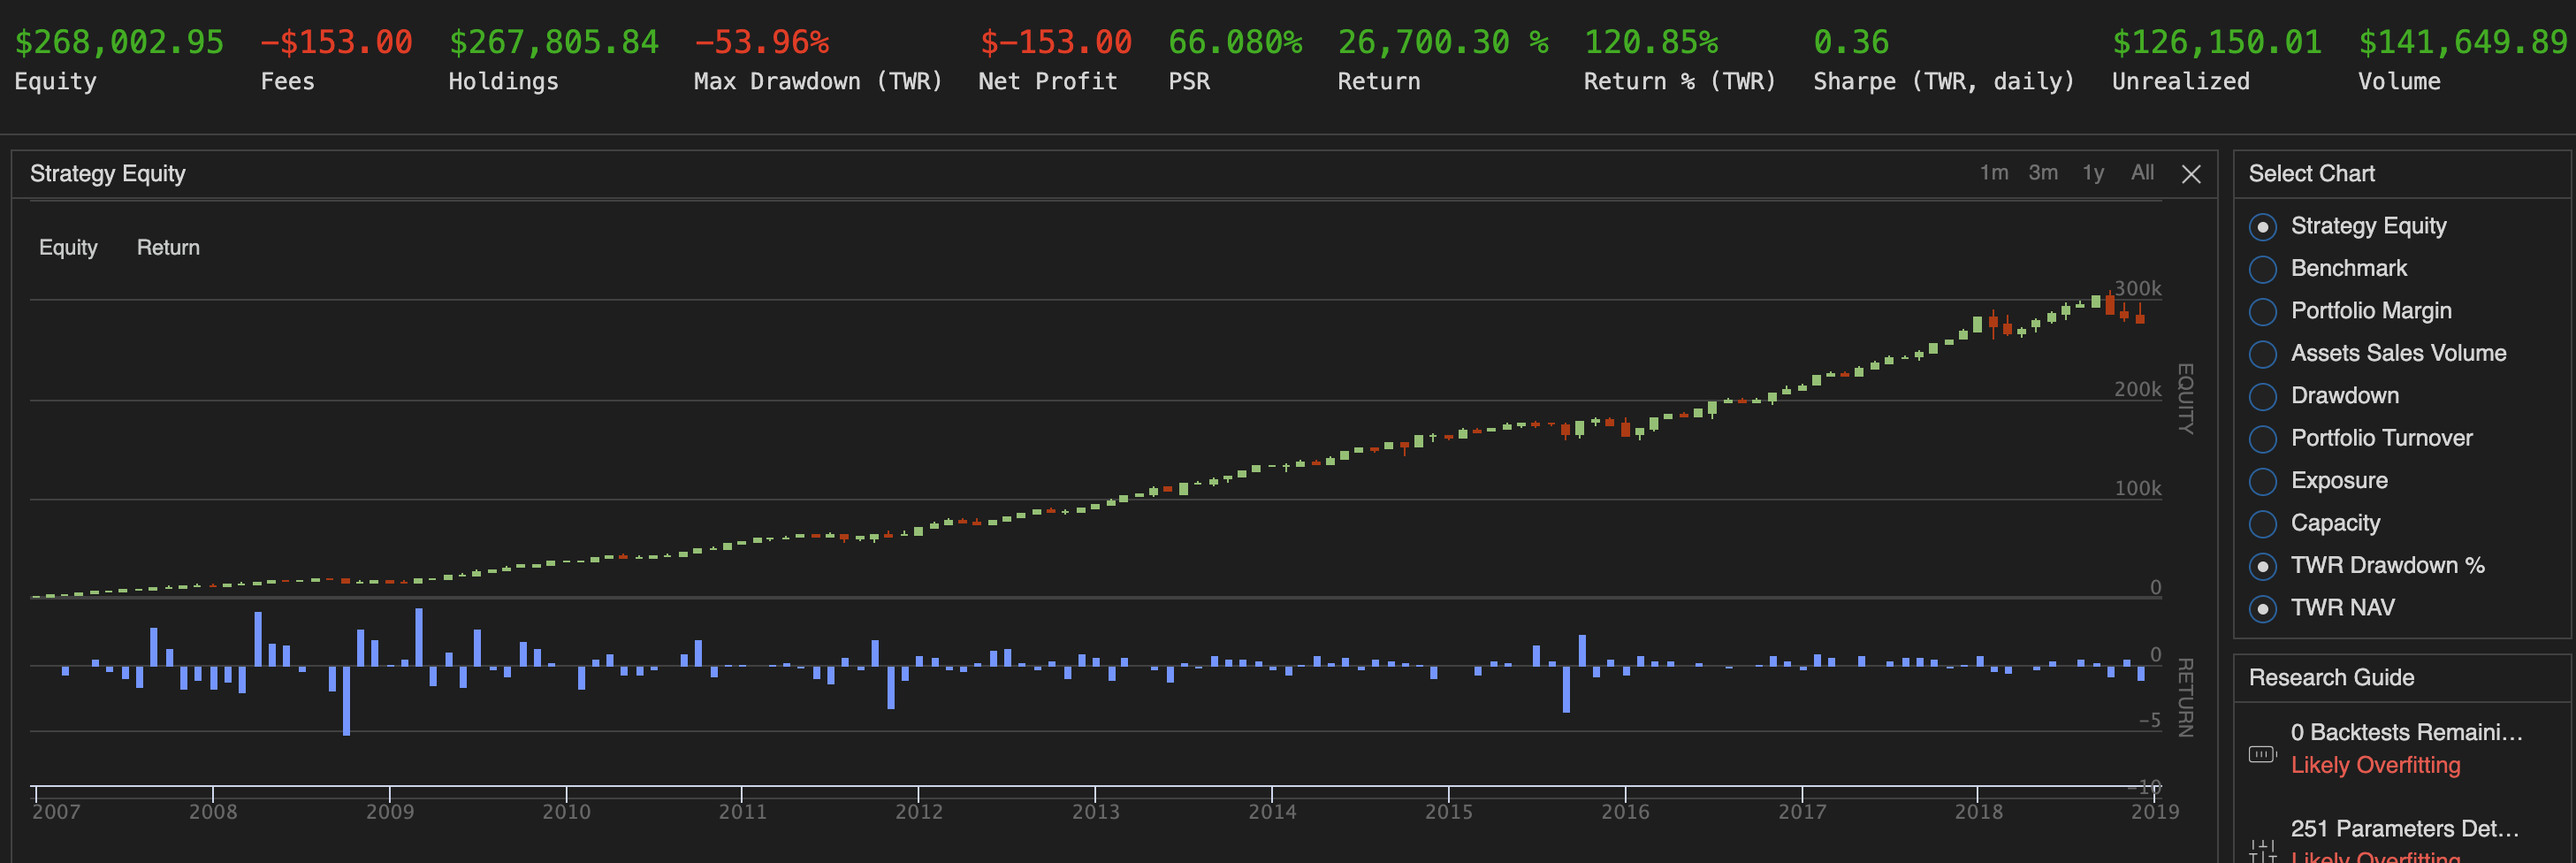 $268,002.95 -$153.00 $267,805.84 -53.96% $-153.00 66.080% 26,700.30 % 120.85% 0.36 $126,150.01 $141,649.89
Equity Fees Holdings Max Drawdown (TWR) Net Profit PSR Return Return % (TWR) Sharpe (TWR, daily) Unrealized Volume
Strategy Equity 1m 3m 1y All
Equity Return
300k
200k
100k
0
EQUITY
0
-5
-10
RETURN
2007 2008 2009 2010 2011 2012 2013 2014 2015 2016 2017 2018 2019
Select Chart
Strategy Equity
Benchmark
Portfolio Margin
Assets Sales Volume
Drawdown
Portfolio Turnover
Exposure
Capacity
TWR Drawdown %
TWR NAV
Research Guide
0 Backtests Remaini...
Likely Overfitting
251 Parameters Det...
Likely Overfitting